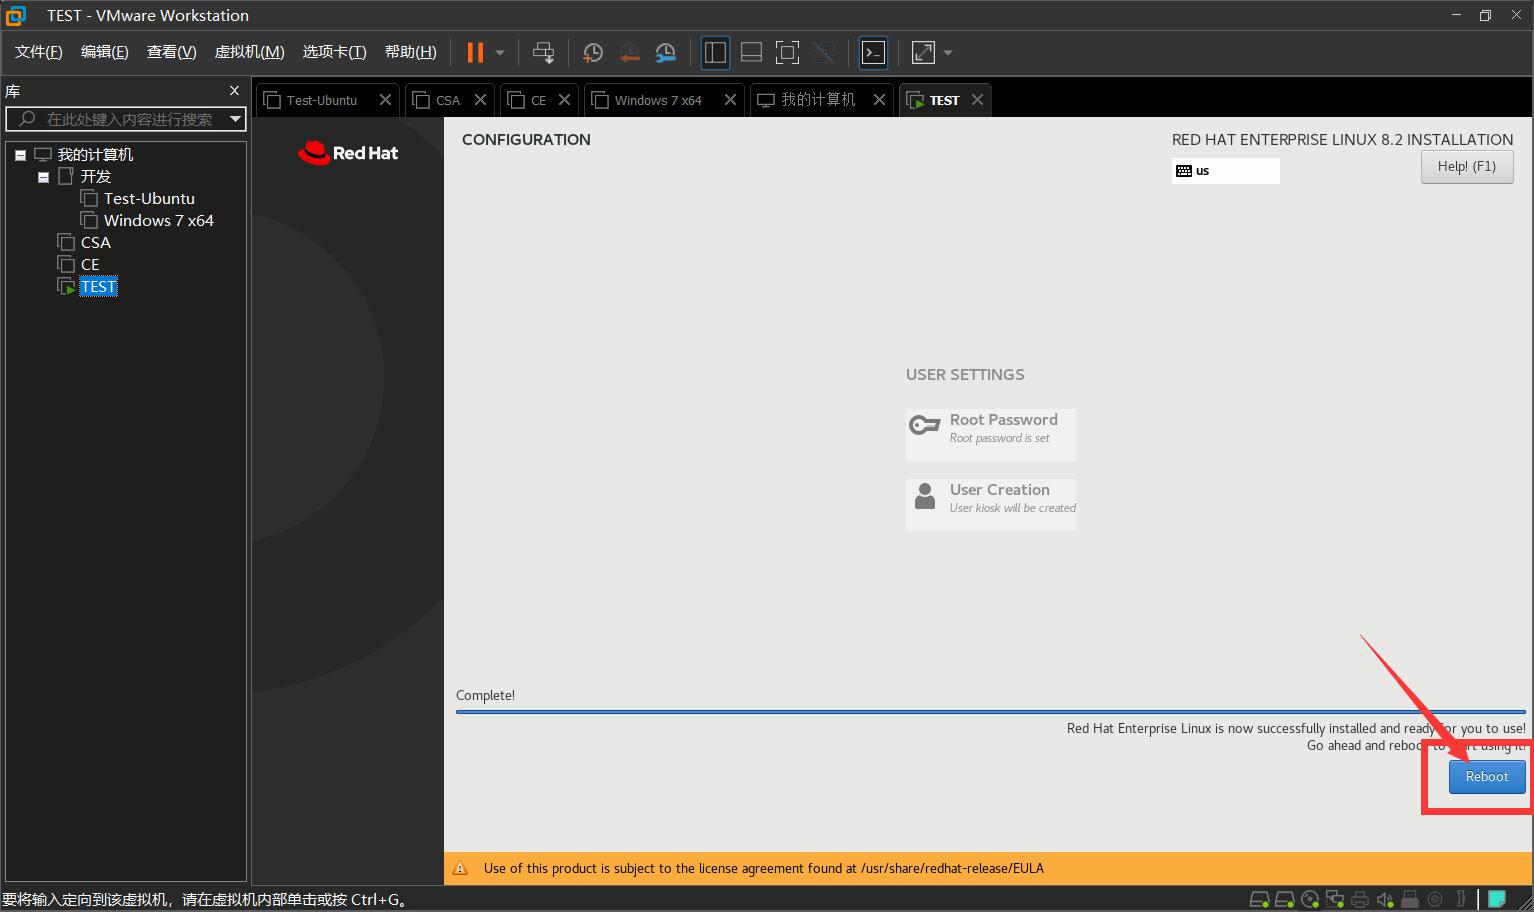 TEST - VMware Workstation
文件(F) 编辑(E) 查看(V) 虚拟机(M) 选项卡(T) 帮助(H)
库
在此处键入内容进行搜索
我的计算机
开发
Test-Ubuntu
Windows 7 x64
CSA
CE
TEST
Test-Ubuntu CSA CE Windows 7 x64 我的计算机 TEST
Red Hat
CONFIGURATION
RED HAT ENTERPRISE LINUX 8.2 INSTALLATION
us
Help! (F1)
USER SETTINGS
Root Password
Root password is set
User Creation
User kiosk will be created
Complete!
Red Hat Enterprise Linux is now successfully installed and ready for you to use!
Go ahead and reboot to start using it!
Reboot
Use of this product is subject to the license agreement found at /usr/share/redhat-release/EULA
要将输入定向到该虚拟机，请在虚拟机内部单击或按 Ctrl+G。